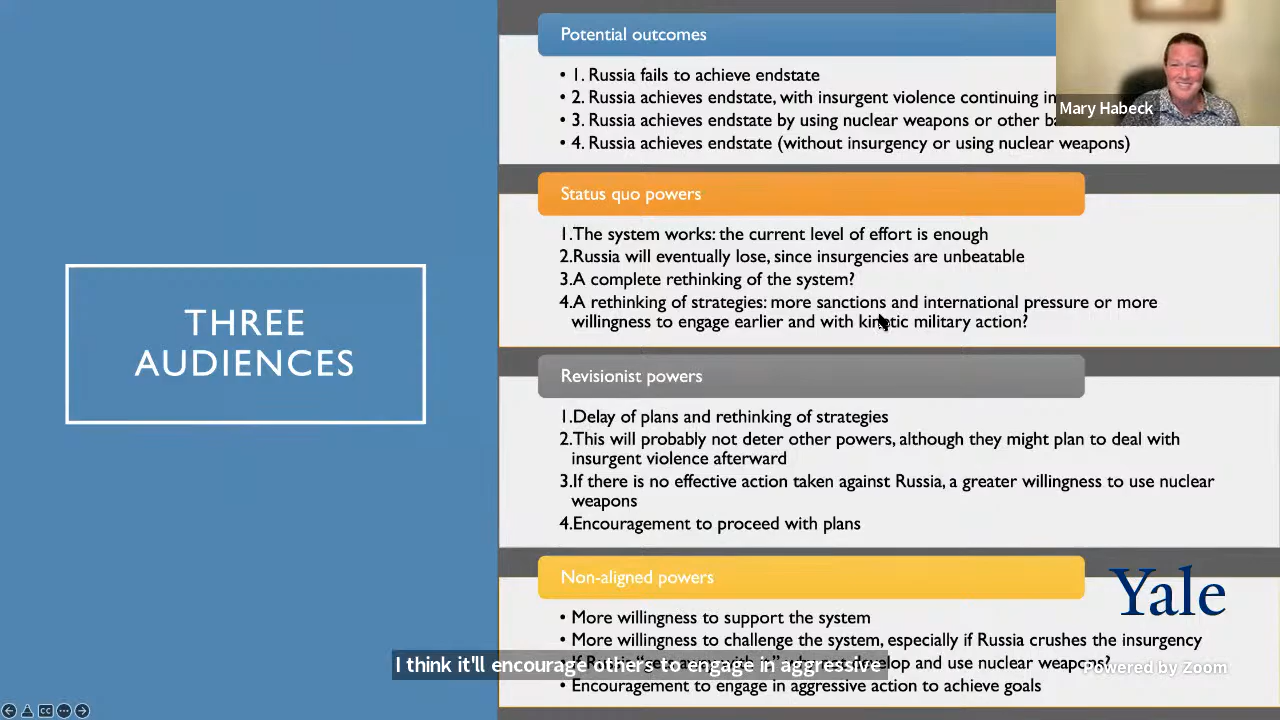 THREE
AUDIENCES
Potential outcomes
• 1. Russia fails to achieve endstate
• 2. Russia achieves endstate, with insurgent violence continuing
• 3. Russia achieves endstate by using nuclear weapons or other
• 4. Russia achieves endstate (without insurgency or using nuclear weapons)
Mary Habeck
Status quo powers
1.The system works: the current level of effort is enough
2.Russia will eventually lose, since insurgencies are unbeatable
3.A complete rethinking of the system?
4.A rethinking of strategies: more sanctions and international pressure or more
willingness to engage earlier and with kinetic military action?
Revisionist powers
1.Delay of plans and rethinking of strategies
2.This will probably not deter other powers, although they might plan to deal with
insurgent violence afterward
3.If there is no effective action taken against Russia, a greater willingness to use nuclear
weapons
4.Encouragement to proceed with plans
Non-aligned powers
• More willingness to support the system
• More willingness to challenge the system, especially if Russia crushes the insurgency
and use nuclear weapons?
• Encouragement to engage in aggressive action to achieve goals
I think it'll encourage others to engage in aggressive
Yale
Powered by Zoom
CC